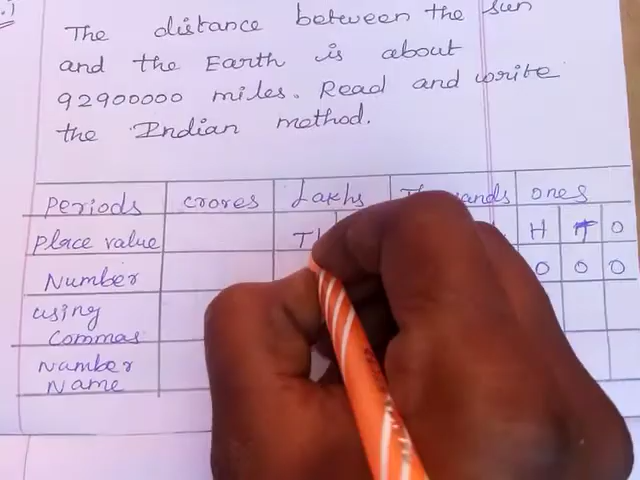 The distance between the Sun
and the Earth is about
92900000 miles. Read and write
the Indian method.
Periods crores Lakhs ones
Place value H T O
Number 0 0 0
using
commas
Number
Name